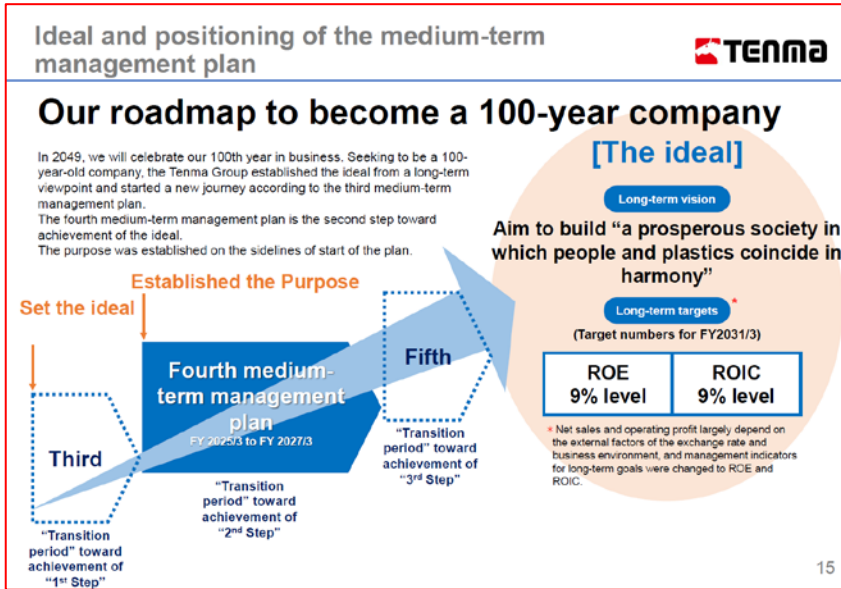 Ideal and positioning of the medium-term
management plan
TENMA
Our roadmap to become a 100-year company
In 2049, we will celebrate our 100th year in business. Seeking to be a 100-
year-old company, the Tenma Group established the ideal from a long-term
viewpoint and started a new journey according to the third medium-term
management plan.
The fourth medium-term management plan is the second step toward
achievement of the ideal.
The purpose was established on the sidelines of start of the plan.
Set the ideal
Established the Purpose
Third
Fourth medium-
term management
plan
FY 2025/3 to FY 2027/3
Fifth
"Transition
period" toward
achievement of
"1st Step"
"Transition
period" toward
achievement of
"2nd Step"
"Transition
period" toward
achievement of
"3rd Step"
[The ideal]
Long-term vision
Aim to build "a prosperous society in
which people and plastics coincide in
harmony"
Long-term targets *
(Target numbers for FY2031/3)
ROE
9% level
ROIC
9% level
* Net sales and operating profit largely depend on
the external factors of the exchange rate and
business environment, and management indicators
for long-term goals were changed to ROE and
ROIC.
15